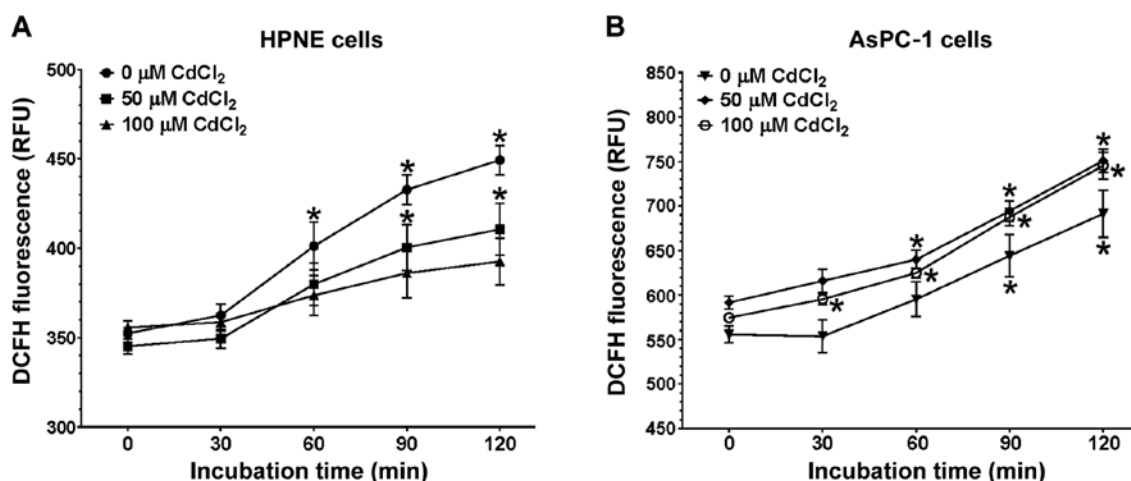 A
HPNE cells
500
450
400
350
300
DCFH fluorescence (RFU)
0 μM CdCl₂
50 μM CdCl₂
100 μM CdCl₂
*
*
*
*
*
0 30 60 90 120
Incubation time (min)
B
AsPC-1 cells
850
800
750
700
650
600
550
500
450
DCFH fluorescence (RFU)
0 μM CdCl₂
50 μM CdCl₂
100 μM CdCl₂
*
*
*
*
*
*
*
*
*
0 30 60 90 120
Incubation time (min)